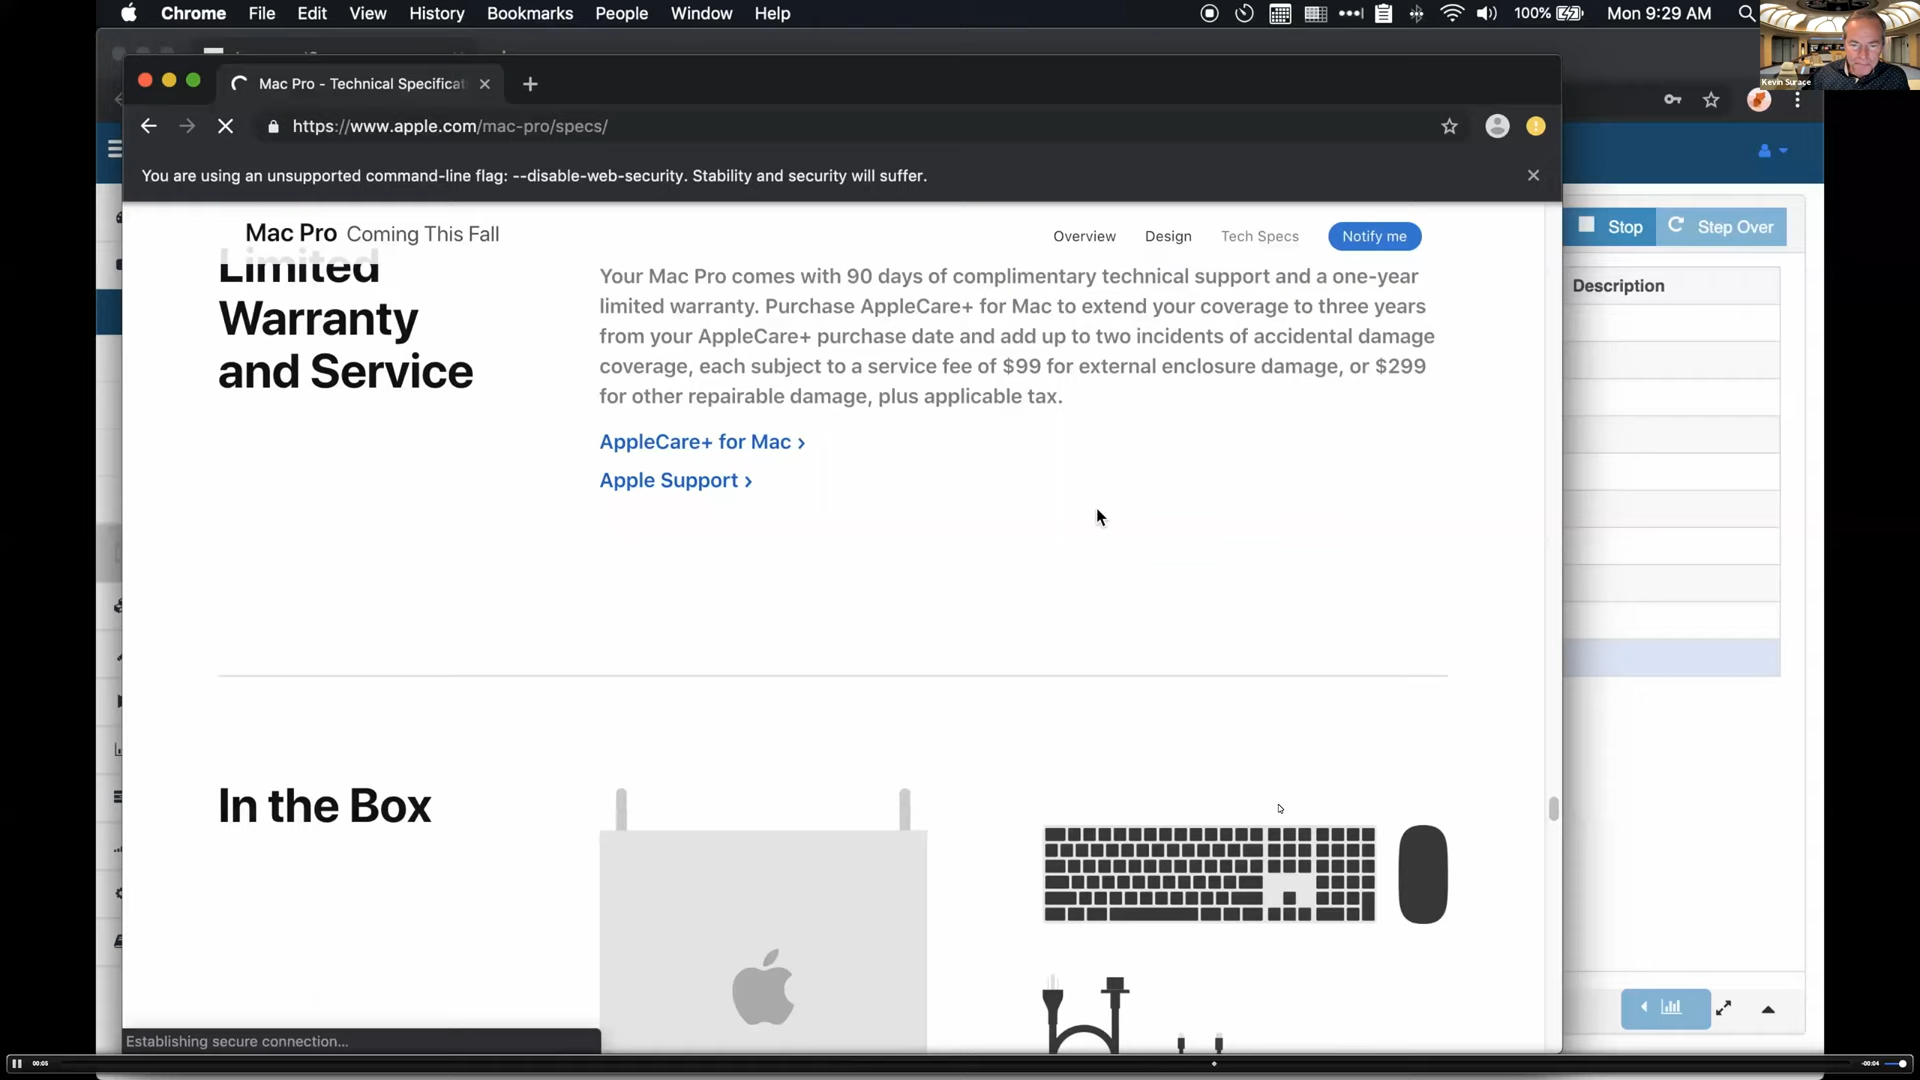 Chrome File Edit View History Bookmarks People Window Help 100% Mon 9:29 AM
Kevin Surace
Mac Pro - Technical Specificat
https://www.apple.com/mac-pro/specs/
You are using an unsupported command-line flag: --disable-web-security. Stability and security will suffer.
Mac Pro Coming This Fall Overview Design Tech Specs Notify me
Stop Step Over
Description
Limited
Warranty
and Service
Your Mac Pro comes with 90 days of complimentary technical support and a one-year
limited warranty. Purchase AppleCare+ for Mac to extend your coverage to three years
from your AppleCare+ purchase date and add up to two incidents of accidental damage
coverage, each subject to a service fee of $99 for external enclosure damage, or $299
for other repairable damage, plus applicable tax.
AppleCare+ for Mac ›
Apple Support ›
In the Box
Establishing secure connection...
00:05 -00:04